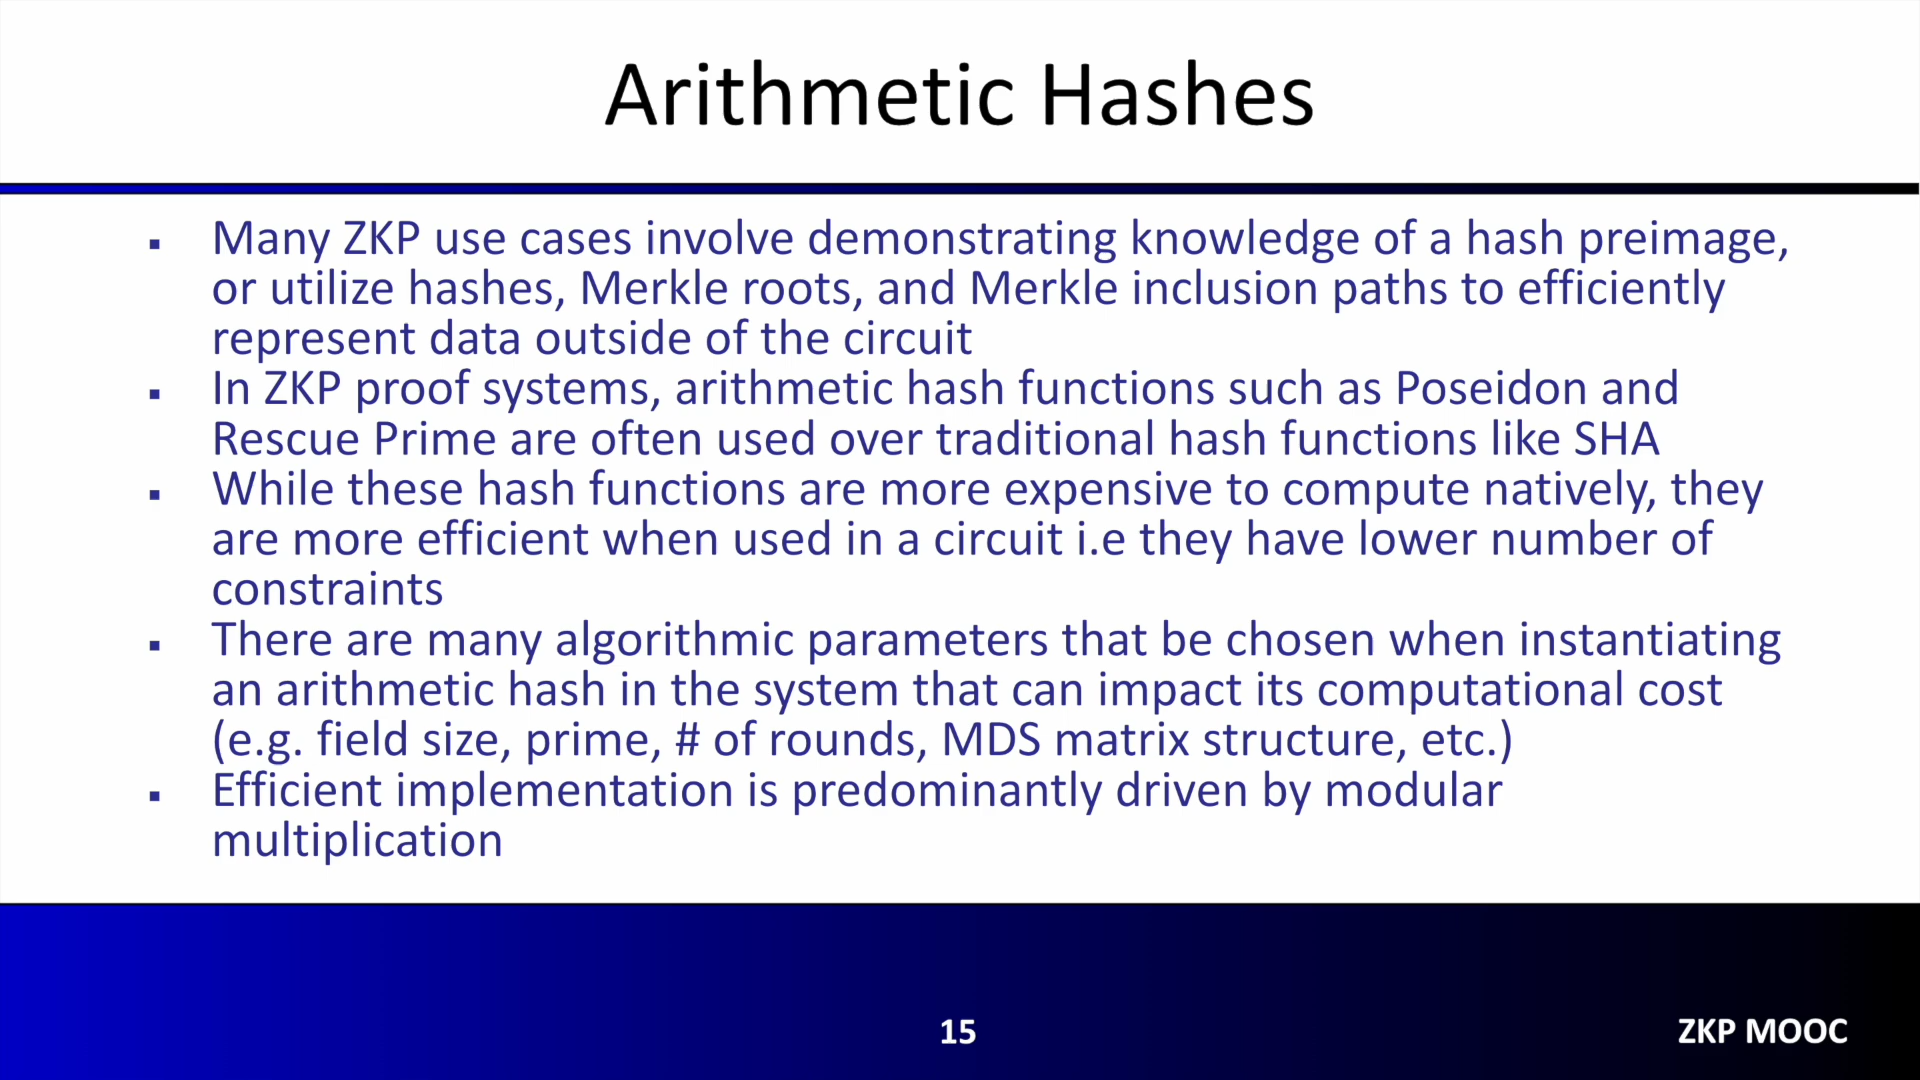 Arithmetic Hashes
▪ Many ZKP use cases involve demonstrating knowledge of a hash preimage,
or utilize hashes, Merkle roots, and Merkle inclusion paths to efficiently
represent data outside of the circuit
▪ In ZKP proof systems, arithmetic hash functions such as Poseidon and
Rescue Prime are often used over traditional hash functions like SHA
▪ While these hash functions are more expensive to compute natively, they
are more efficient when used in a circuit i.e they have lower number of
constraints
▪ There are many algorithmic parameters that be chosen when instantiating
an arithmetic hash in the system that can impact its computational cost
(e.g. field size, prime, # of rounds, MDS matrix structure, etc.)
▪ Efficient implementation is predominantly driven by modular
multiplication
15
ZKP MOOC